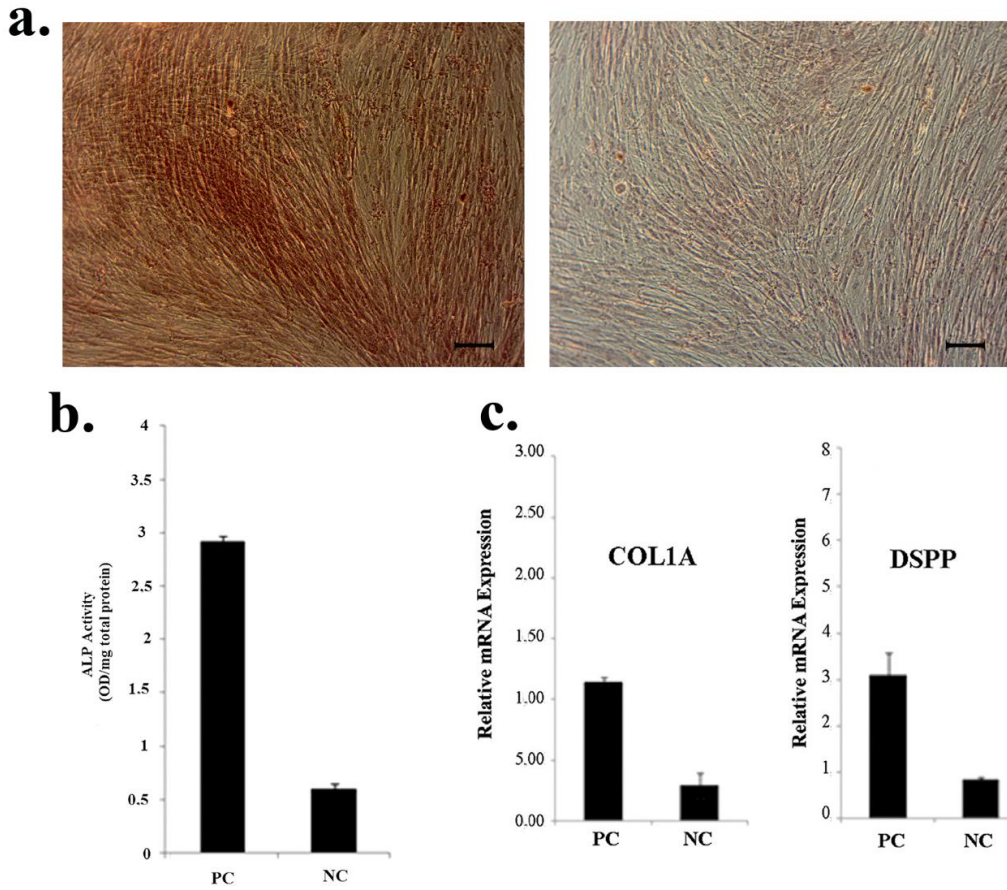 a.
b.
ALP Activity
(OD/mg total protein)
4
3.5
3
2.5
2
1.5
1
0.5
0
PC
NC
c.
Relative mRNA Expression
3.00
2.50
2.00
1.50
1.00
5.00
0.00
COL1A
PC
NC
Relative mRNA Expression
8
7
6
5
4
3
2
1
0
DSPP
PC
NC